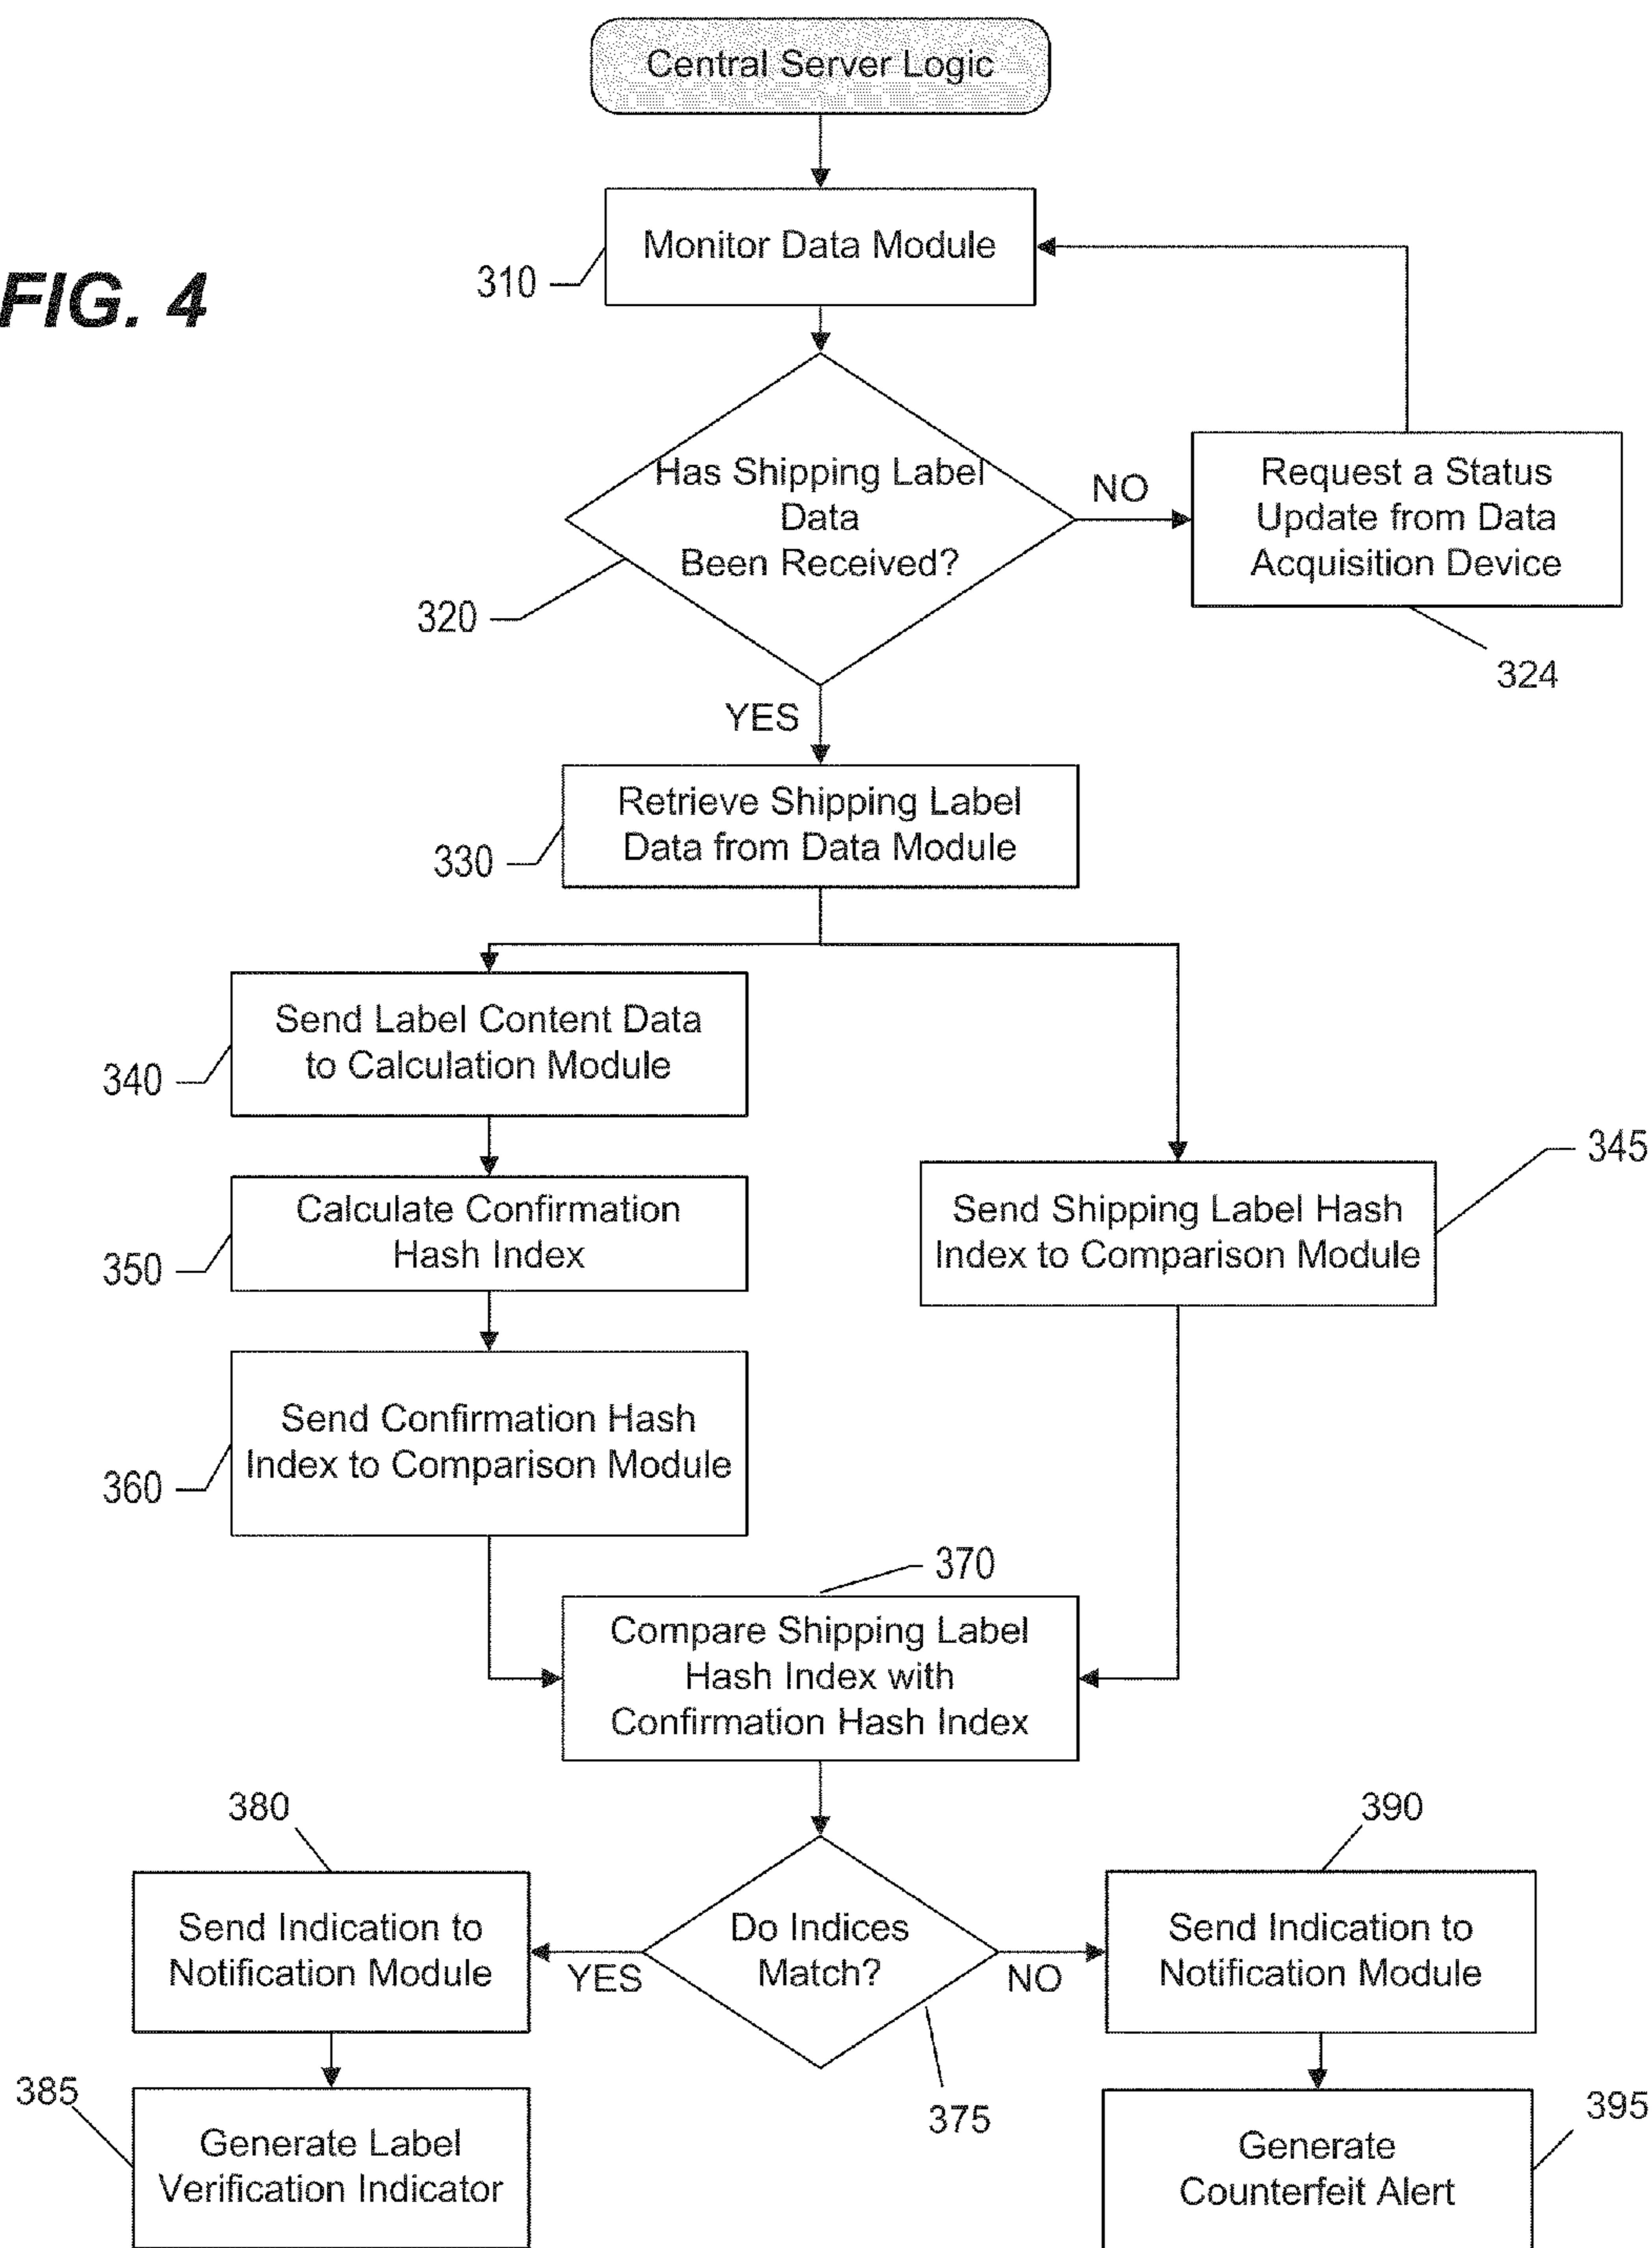 Central Server Logic
FIG. 4
Monitor Data Module
310
Has Shipping Label
Data
Been Received?
NO
Request a Status
Update from Data
Acquisition Device
320
324
YES
Retrieve Shipping Label
Data from Data Module
330
Send Label Content Data
to Calculation Module
340
345
Calculate Confirmation
Hash Index
350
Send Shipping Label Hash
Index to Comparison Module
Send Confirmation Hash
Index to Comparison Module
360
370
Compare Shipping Label
Hash Index with
Confirmation Hash Index
380
390
Send Indication to
Notification Module
YES
Do Indices
Match?
NO
Send Indication to
Notification Module
375
385
Generate Label
Verification Indicator
395
Generate
Counterfeit Alert